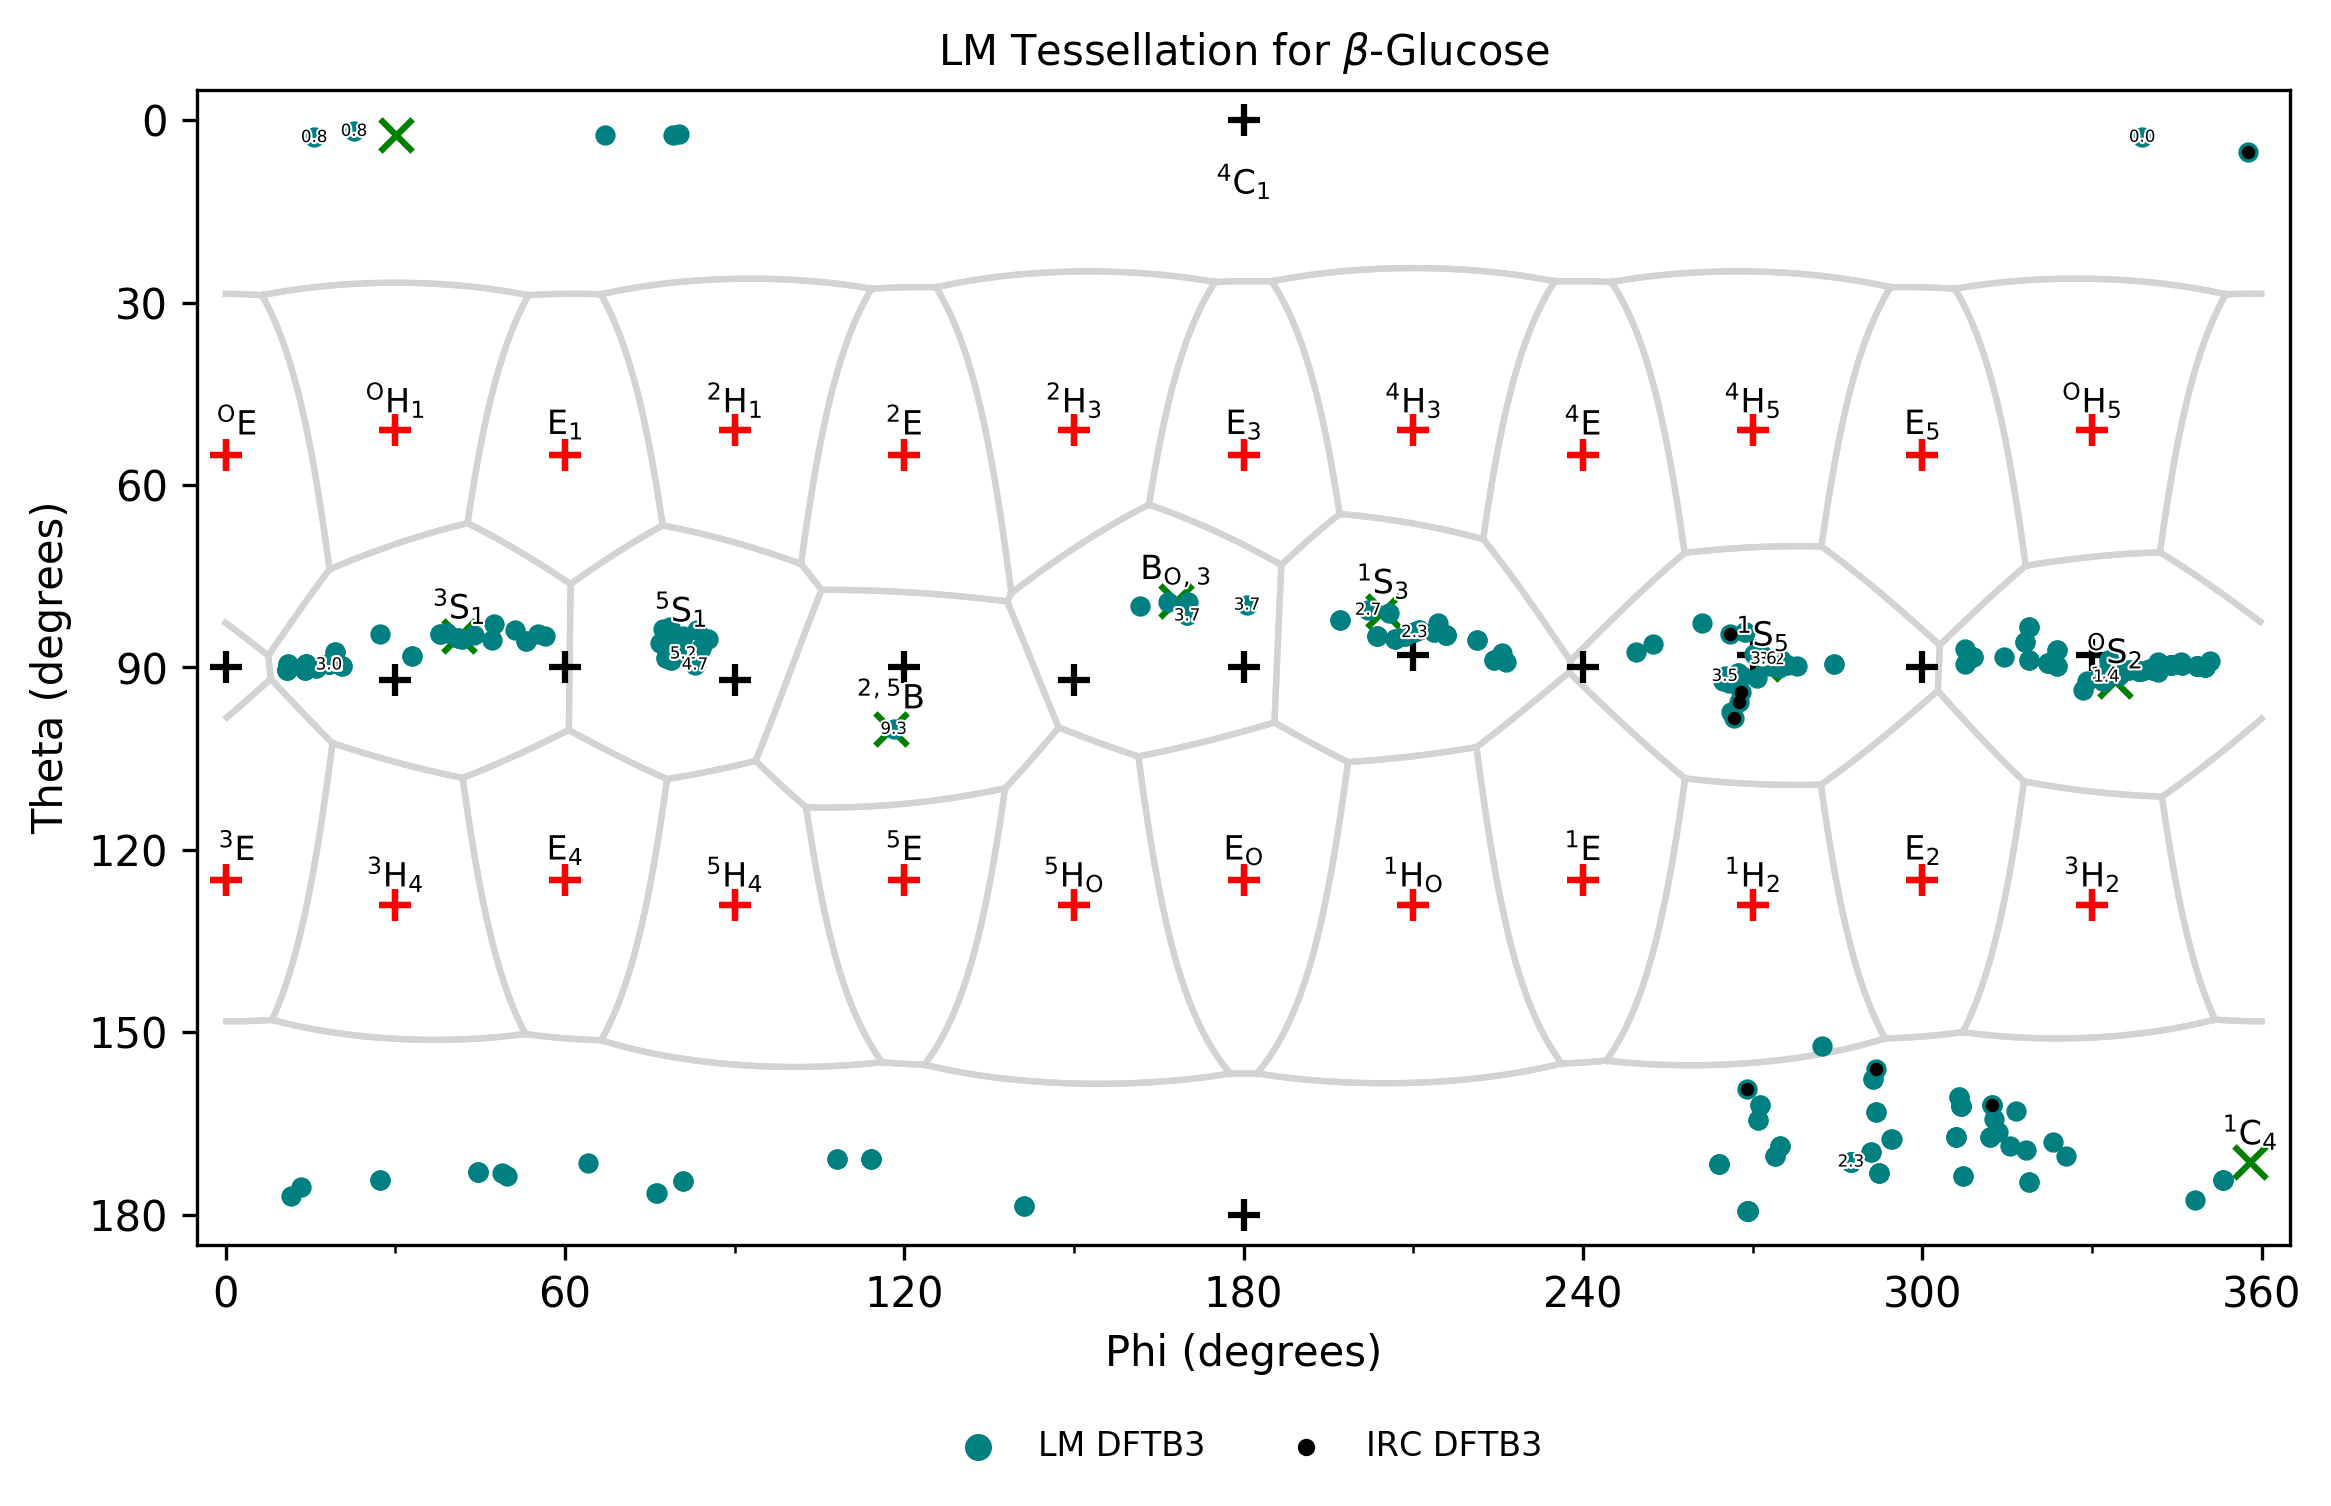 LM Tessellation for β-Glucose
0
0.8
0.8
0.0
⁴C₁
30
ᴼE
ᴼH₁
E₁
²H₁
²E
²H₃
E₃
⁴H₃
⁴E
⁴H₅
E₅
ᴼH₅
60
Theta (degrees)
³S₁
⁵S₁
B_O,3
¹S₃
¹S₅
ᴼS₂
3.0
5.2
4.7
3.7
3.7
2.7
2.3
3.5
1.4
90
²,⁵B
9.3
120
³E
³H₄
E₄
⁵H₄
⁵E
⁵H_O
E_O
¹H_O
¹E
¹H₂
E₂
³H₂
150
2.3
¹C₄
180
0 60 120 180 240 300 360
Phi (degrees)
LM DFTB3 IRC DFTB3